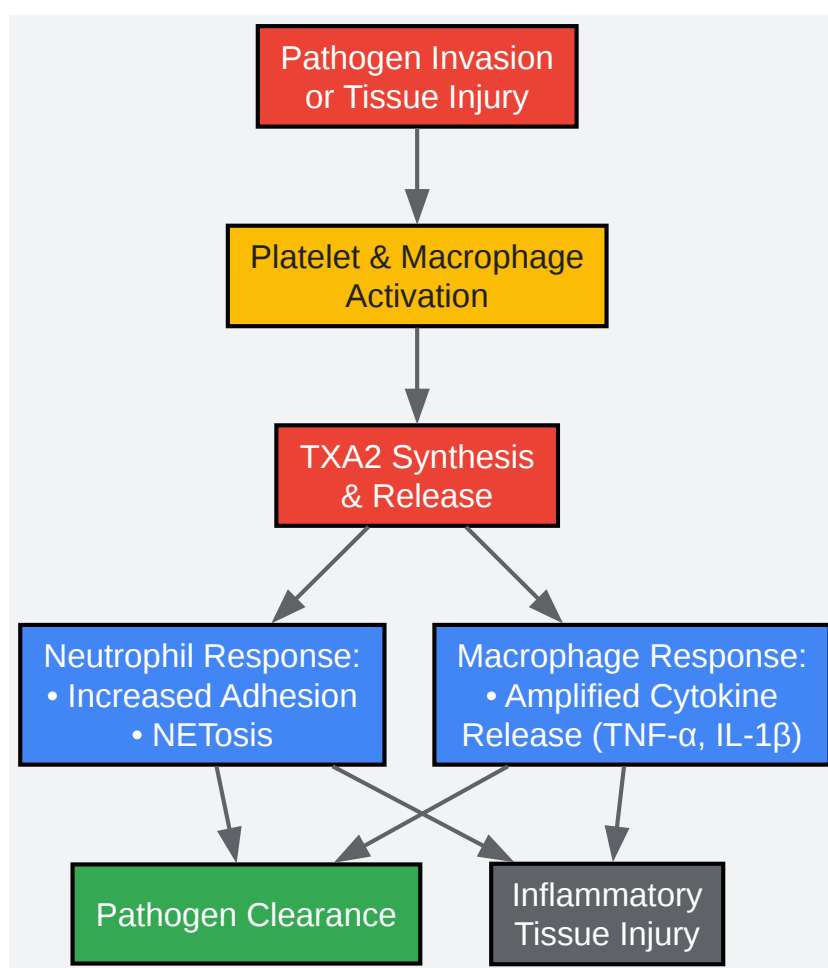 Pathogen Invasion
or Tissue Injury
Platelet & Macrophage
Activation
TXA2 Synthesis
& Release
Neutrophil Response:
• Increased Adhesion
• NETosis
Macrophage Response:
• Amplified Cytokine
Release (TNF-α, IL-1β)
Pathogen Clearance
Inflammatory
Tissue Injury